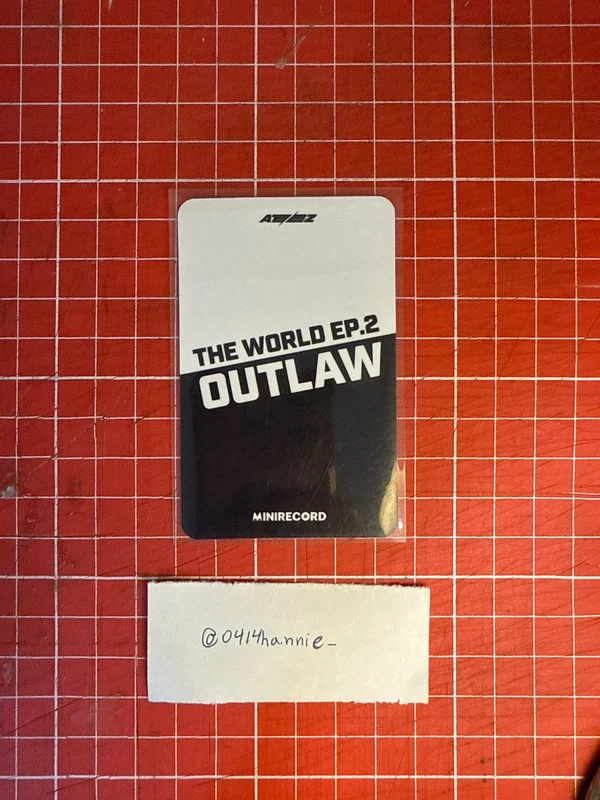 ATEEZ
THE WORLD EP.2
OUTLAW
MINIRECORD
@0414hannie_